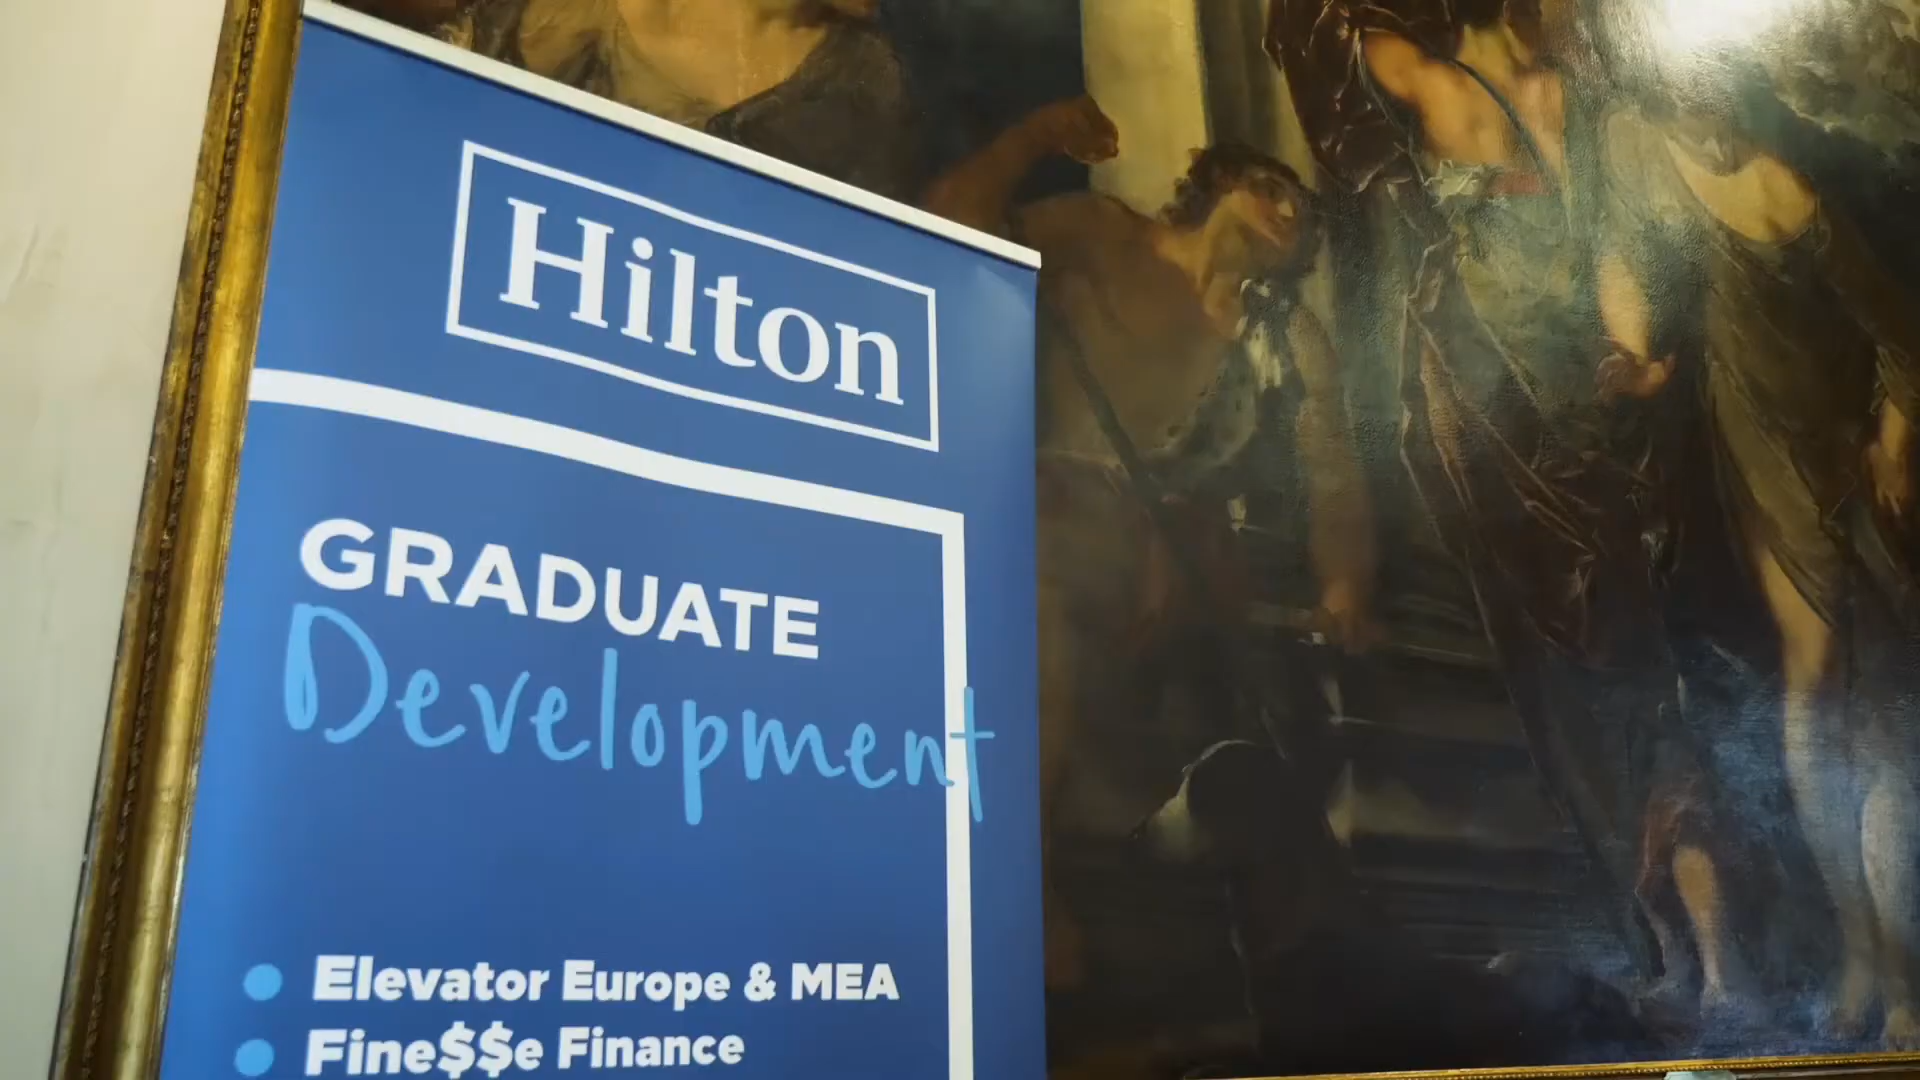 Hilton
GRADUATE
Development
Elevator Europe & MEA
Fine$$e Finance